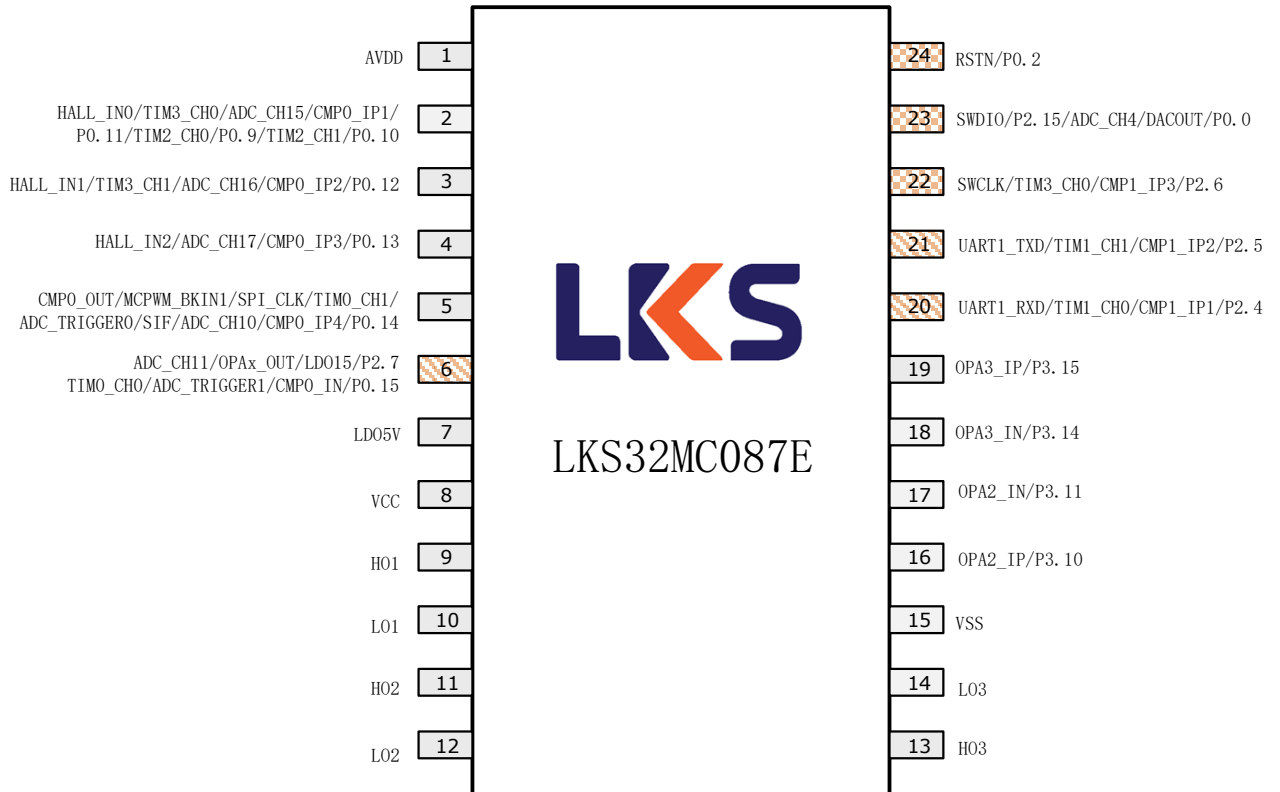 AVDD 1
HALL_IN0/TIM3_CH0/ADC_CH15/CMP0_IP1/
P0.11/TIM2_CH0/P0.9/TIM2_CH1/P0.10
2
HALL_IN1/TIM3_CH1/ADC_CH16/CMP0_IP2/P0.12 3
HALL_IN2/ADC_CH17/CMP0_IP3/P0.13 4
CMP0_OUT/MCPWM_BKIN1/SPI_CLK/TIM0_CH1/
ADC_TRIGGER0/SIF/ADC_CH10/CMP0_IP4/P0.14
5
ADC_CH11/OPAx_OUT/LDO15/P2.7
TIM0_CH0/ADC_TRIGGER1/CMP0_IN/P0.15
6
LDO5V 7
VCC 8
HO1 9
LO1 10
HO2 11
LO2 12
LKS
LKS32MC087E
24 RSTN/P0.2
23 SWDIO/P2.15/ADC_CH4/DACOUT/P0.0
22 SWCLK/TIM3_CH0/CMP1_IP3/P2.6
21 UART1_TXD/TIM1_CH1/CMP1_IP2/P2.5
20 UART1_RXD/TIM1_CH0/CMP1_IP1/P2.4
19 OPA3_IP/P3.15
18 OPA3_IN/P3.14
17 OPA2_IN/P3.11
16 OPA2_IP/P3.10
15 VSS
14 LO3
13 HO3